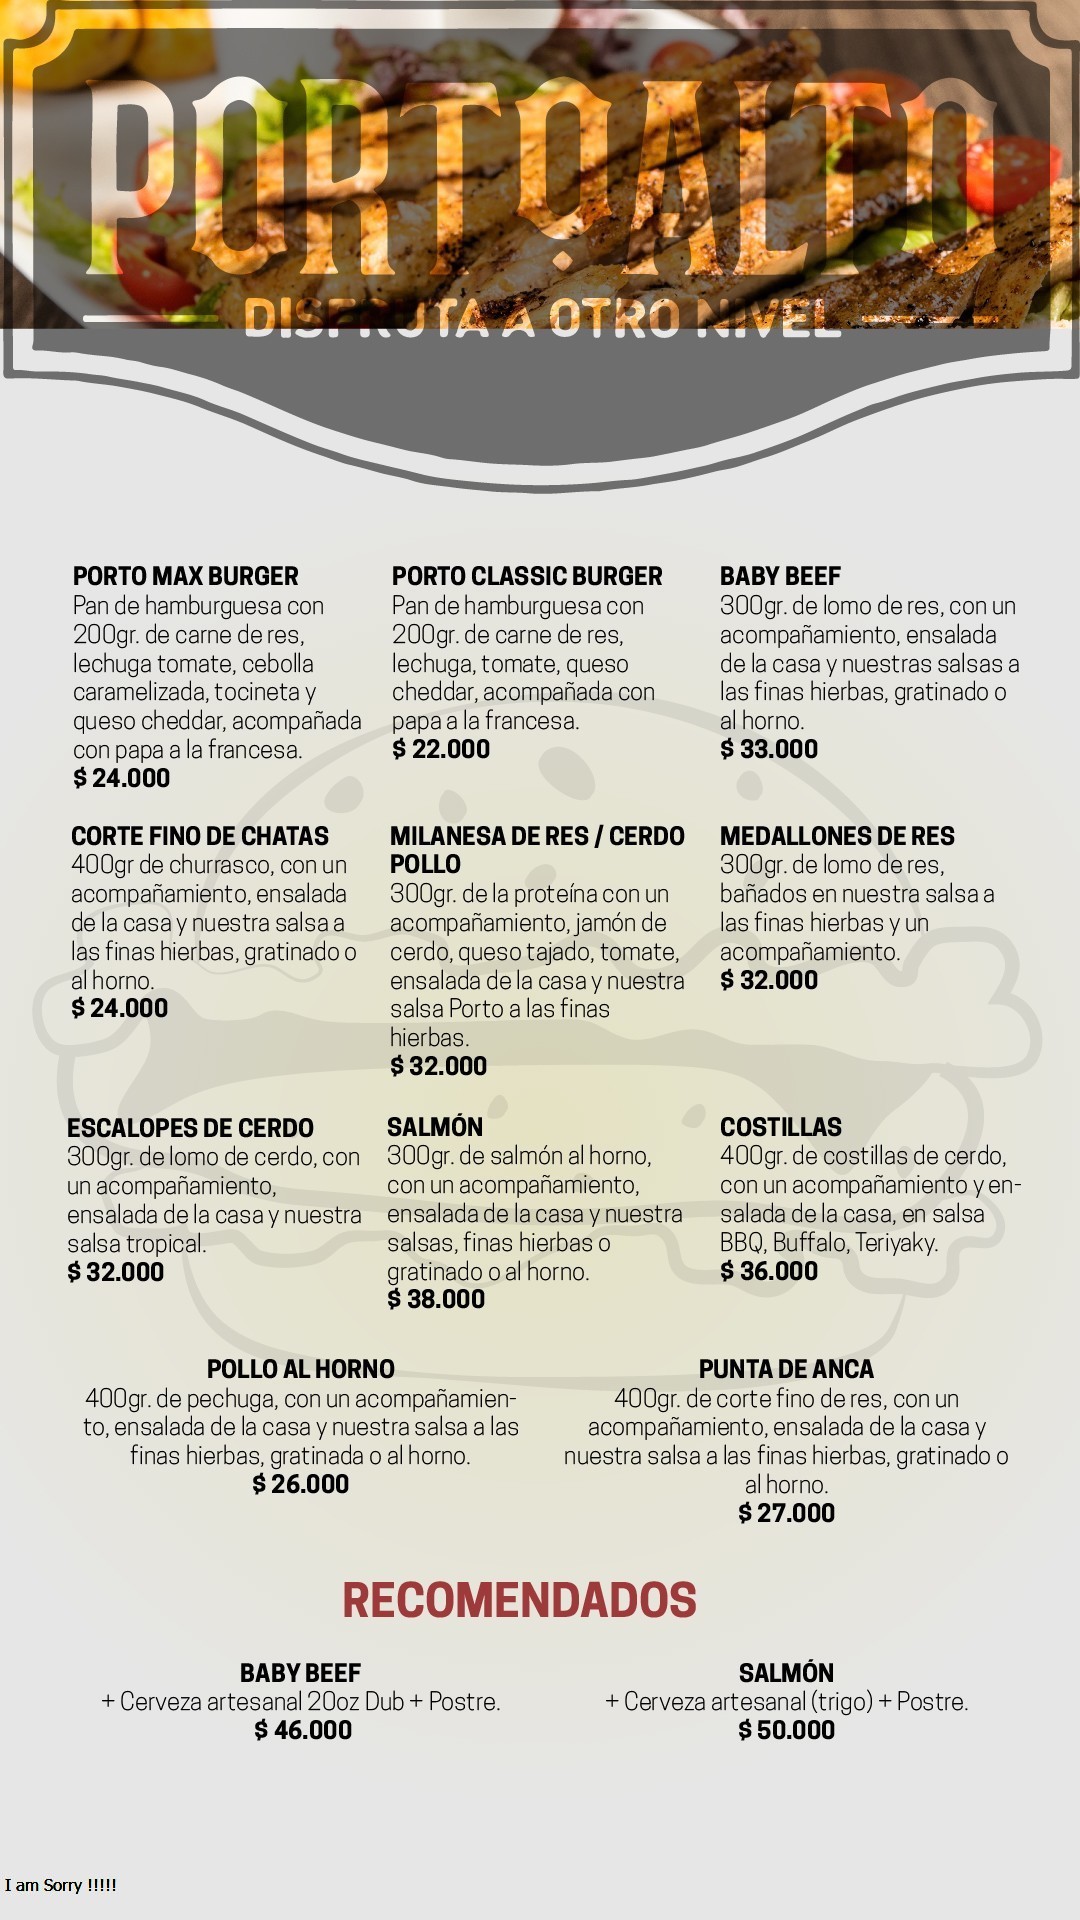 PORTOALTO
DISFRUTA A OTRO NIVEL
PORTO MAX BURGER
Pan de hamburguesa con
200gr. de carne de res,
lechuga tomate, cebolla
caramelizada, tocineta y
queso cheddar, acompañada
con papa a la francesa.
$ 24.000
PORTO CLASSIC BURGER
Pan de hamburguesa con
200gr. de carne de res,
lechuga, tomate, queso
cheddar, acompañada con
papa a la francesa.
$ 22.000
BABY BEEF
300gr. de lomo de res, con un
acompañamiento, ensalada
de la casa y nuestras salsas a
las finas hierbas, gratinado o
al horno.
$ 33.000
CORTE FINO DE CHATAS
400gr de churrasco, con un
acompañamiento, ensalada
de la casa y nuestra salsa a
las finas hierbas, gratinado o
al horno.
$ 24.000
MILANESA DE RES / CERDO
POLLO
300gr. de la proteína con un
acompañamiento, jamón de
cerdo, queso tajado, tomate,
ensalada de la casa y nuestra
salsa Porto a las finas
hierbas.
$ 32.000
MEDALLONES DE RES
300gr. de lomo de res,
bañados en nuestra salsa a
las finas hierbas y un
acompañamiento.
$ 32.000
ESCALOPES DE CERDO
300gr. de lomo de cerdo, con
un acompañamiento,
ensalada de la casa y nuestra
salsa tropical.
$ 32.000
SALMÓN
300gr. de salmón al horno,
con un acompañamiento,
ensalada de la casa y nuestra
salsas, finas hierbas o
gratinado o al horno.
$ 38.000
COSTILLAS
400gr. de costillas de cerdo,
con un acompañamiento y en-
salada de la casa, en salsa
BBQ, Buffalo, Teriyaky.
$ 36.000
POLLO AL HORNO
400gr. de pechuga, con un acompañamien-
to, ensalada de la casa y nuestra salsa a las
finas hierbas, gratinada o al horno.
$ 26.000
PUNTA DE ANCA
400gr. de corte fino de res, con un
acompañamiento, ensalada de la casa y
nuestra salsa a las finas hierbas, gratinado o
al horno.
$ 27.000
RECOMENDADOS
BABY BEEF
+ Cerveza artesanal 20oz Dub + Postre.
$ 46.000
SALMÓN
+ Cerveza artesanal (trigo) + Postre.
$ 50.000
I am Sorry !!!!!